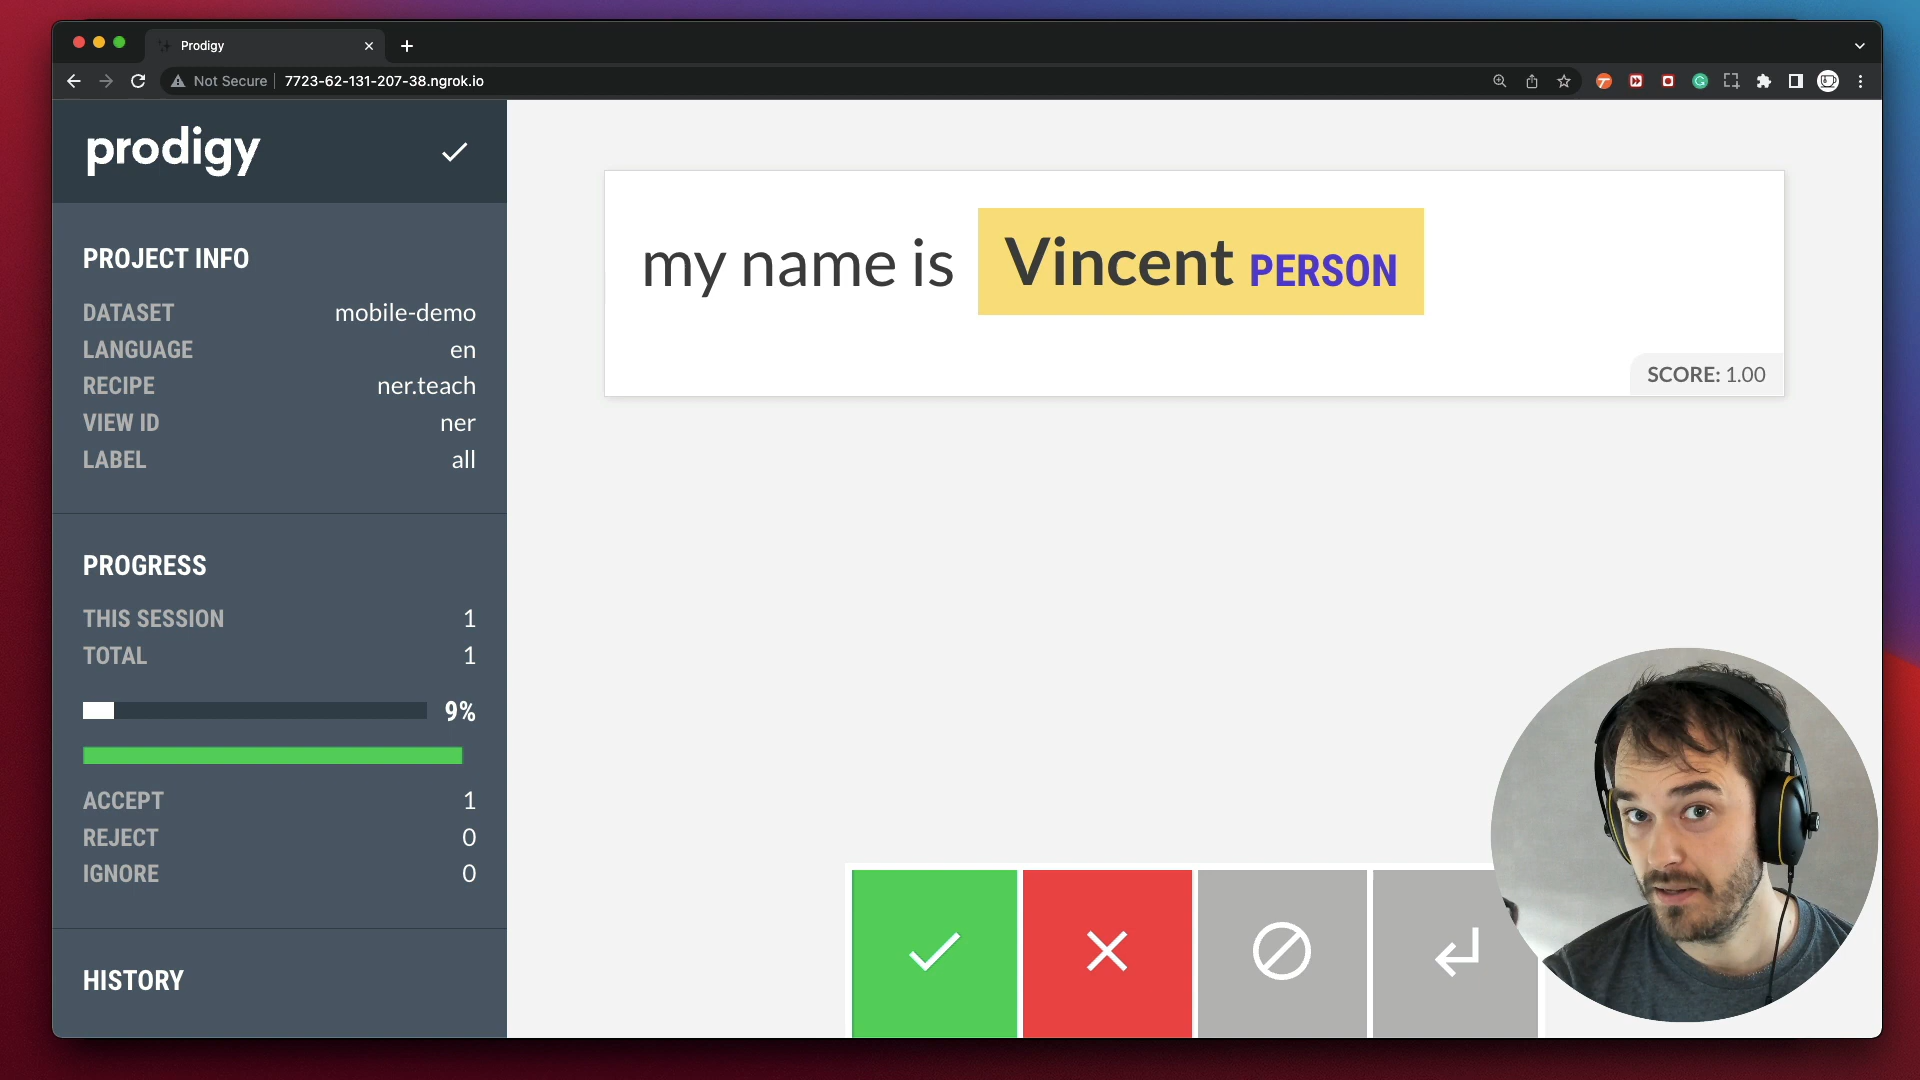 Prodigy
Not Secure
7723-62-131-207-38.ngrok.io
prodigy
PROJECT INFO
DATASET mobile-demo
LANGUAGE en
RECIPE ner.teach
VIEW ID ner
LABEL all
PROGRESS
THIS SESSION 1
TOTAL 1
9%
ACCEPT 1
REJECT 0
IGNORE 0
HISTORY
my name is Vincent PERSON
SCORE: 1.00